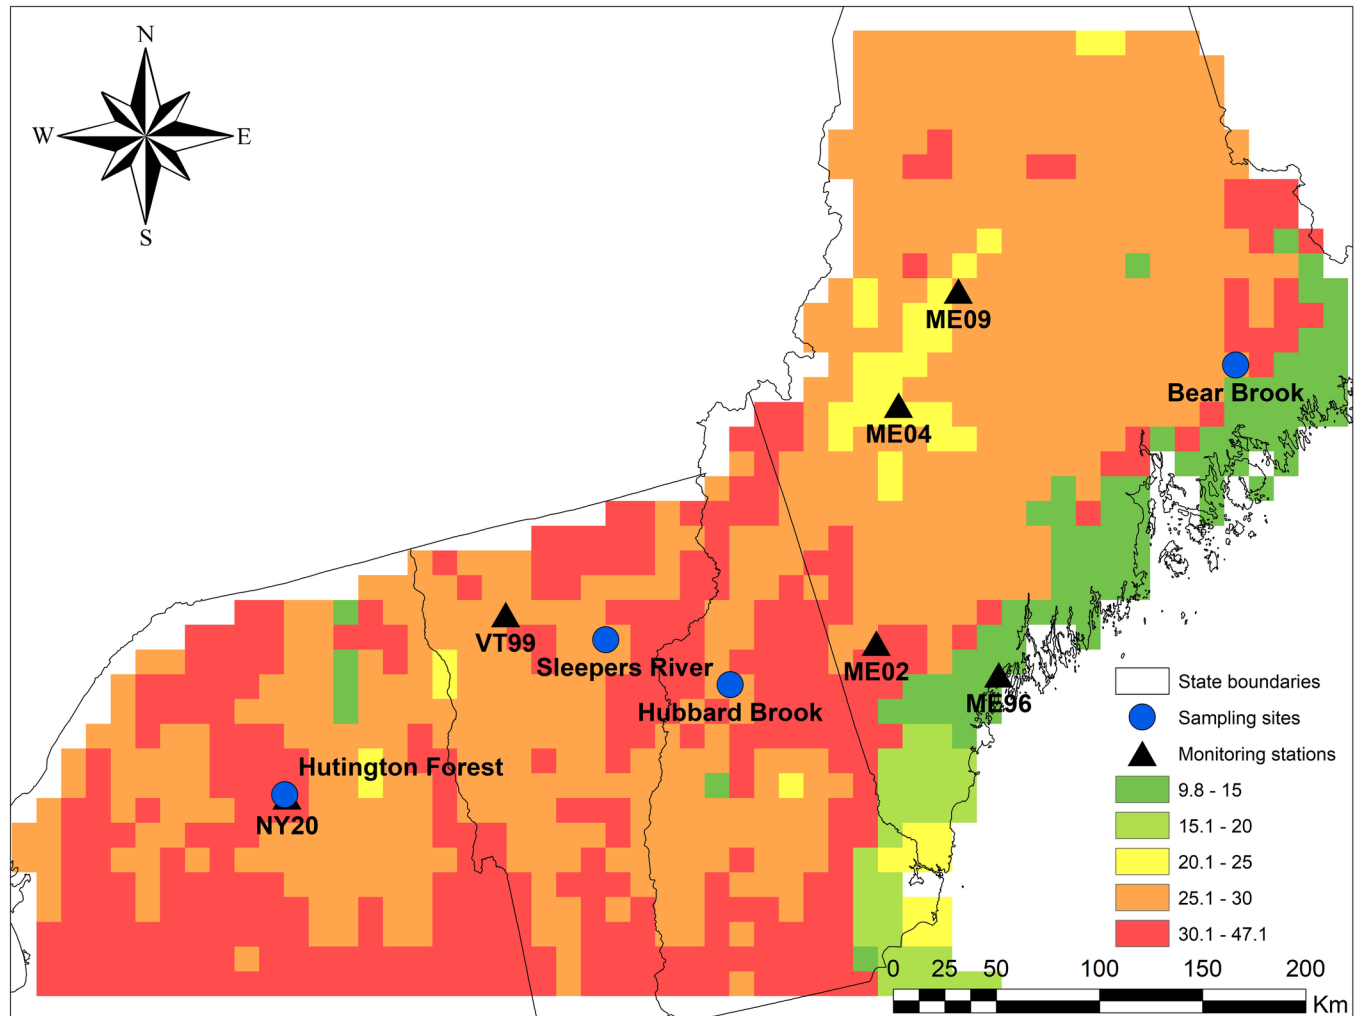 N
W E
S
ME09
Bear Brook
ME04
VT99
Sleepers River
ME02
Hubbard Brook
ME96
Hutington Forest
NY20
State boundaries
Sampling sites
Monitoring stations
9.8 - 15
15.1 - 20
20.1 - 25
25.1 - 30
30.1 - 47.1
0 25 50 100 150 200
Km